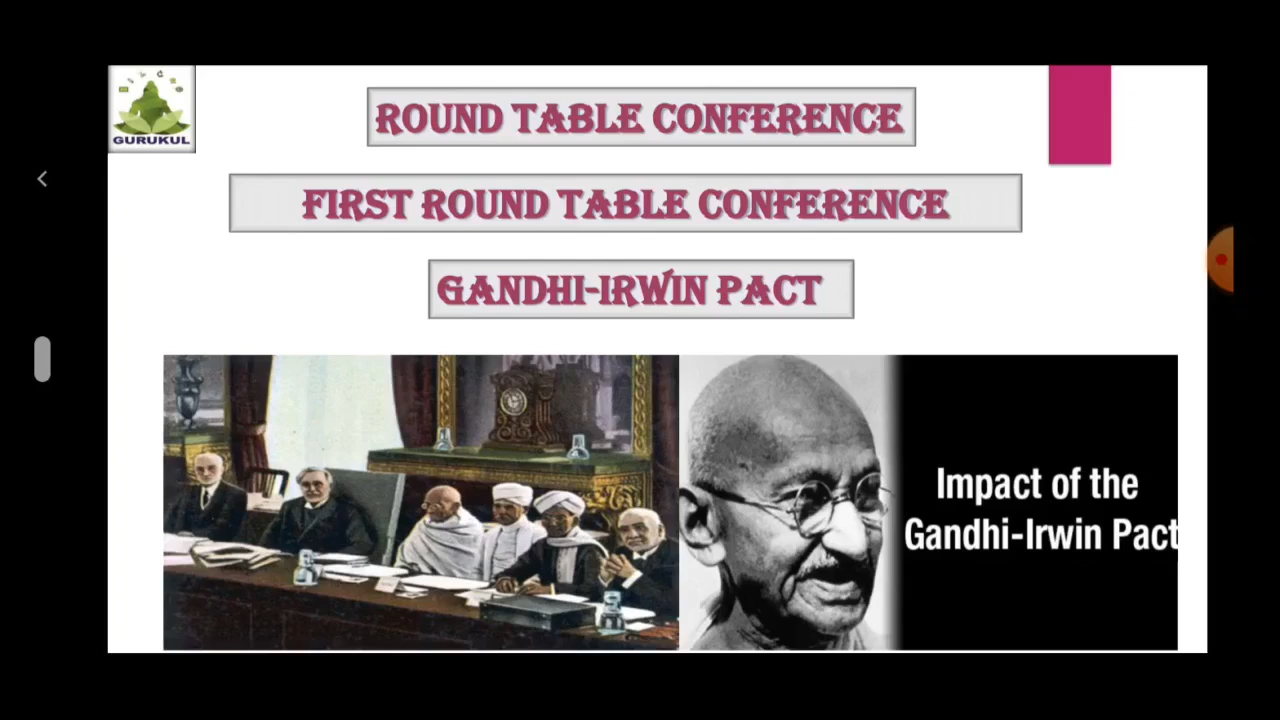 GURUKUL
ROUND TABLE CONFERENCE
FIRST ROUND TABLE CONFERENCE
GANDHI-IRWIN PACT
Impact of the
Gandhi-Irwin Pact